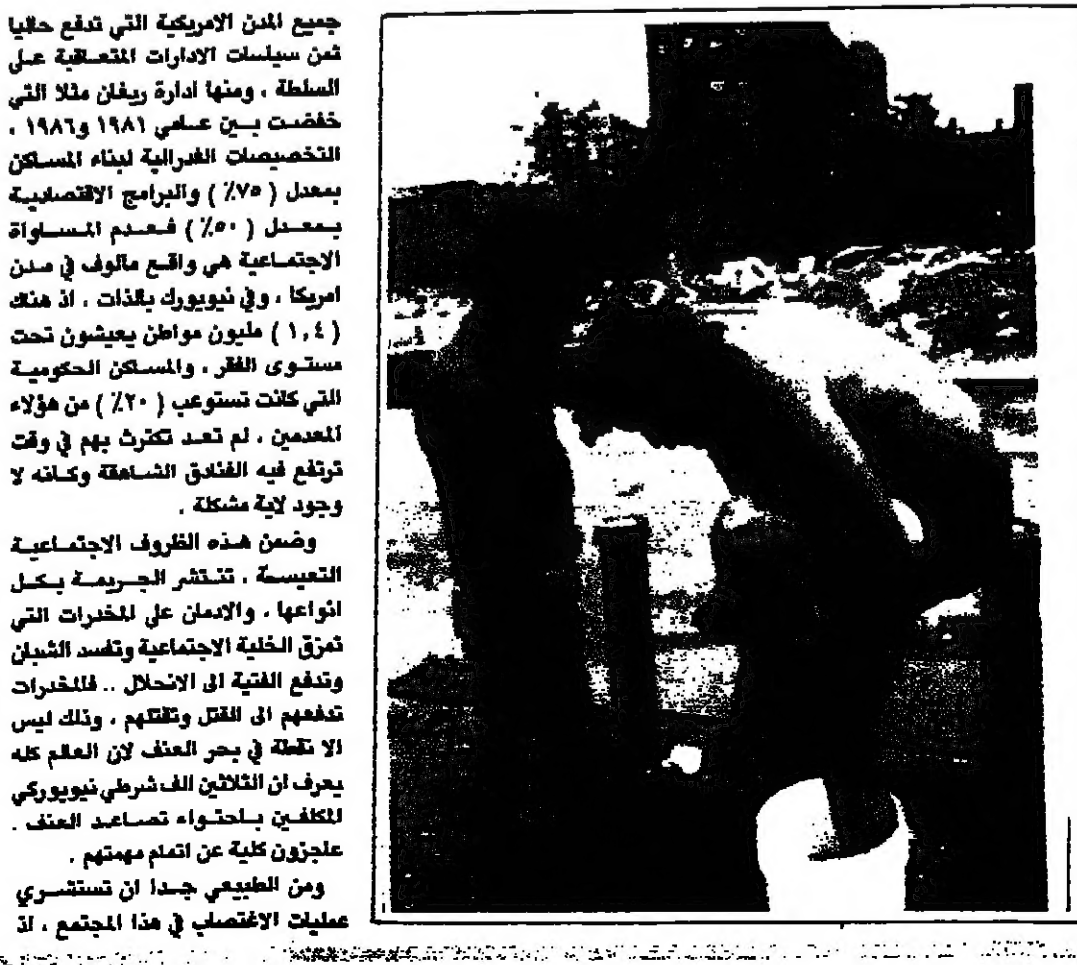 جميع المدن الامريكية التي تدفع حاليا
ثمن سياسات الادارات المتعاقبة على
السلطة ، ومنها ادارة ريغان مثلا التي
خفضت بين عامي ١٩٨١ و١٩٨٦ ،
التخصيصات الفدرالية لبناء المساكن
بمعدل ( ٧٥٪ ) والبرامج الاقتصادية
بمعدل ( ٥٠٪ ) فعدم المساواة
الاجتماعية هي واقع مالوف في مدن
امريكا ، وفي نيويورك بالذات ، اذ هناك
( ١,٤ ) مليون مواطن يعيشون تحت
مستوى الفقر ، والمساكن الحكومية
التي كانت تستوعب ( ٢٠٪ ) من هؤلاء
المعدمين ، لم تعد تكترث بهم في وقت
ترتفع فيه الفنادق الشاهقة وكانه لا
وجود لاية مشكلة .
وضمن هذه الظروف الاجتماعية
التعيسة ، تنتشر الجريمة بكل
انواعها ، والادمان على المخدرات التي
تمزق الخلية الاجتماعية وتفسد الشبان
وتدفع الفتية الى الانحلال .. فالمخدرات
تدفعهم الى القتل وتقتلهم ، وذلك ليس
الا نقطة في بحر العنف لان العالم كله
يعرف ان الثلاثين الف شرطي نيويوركي
المكلفين باحتواء تصاعد العنف .
عاجزون كلية عن اتمام مهمتهم .
ومن الطبيعي جدا ان تستشري
عمليات الاغتصاب في هذا المجتمع ، اذ